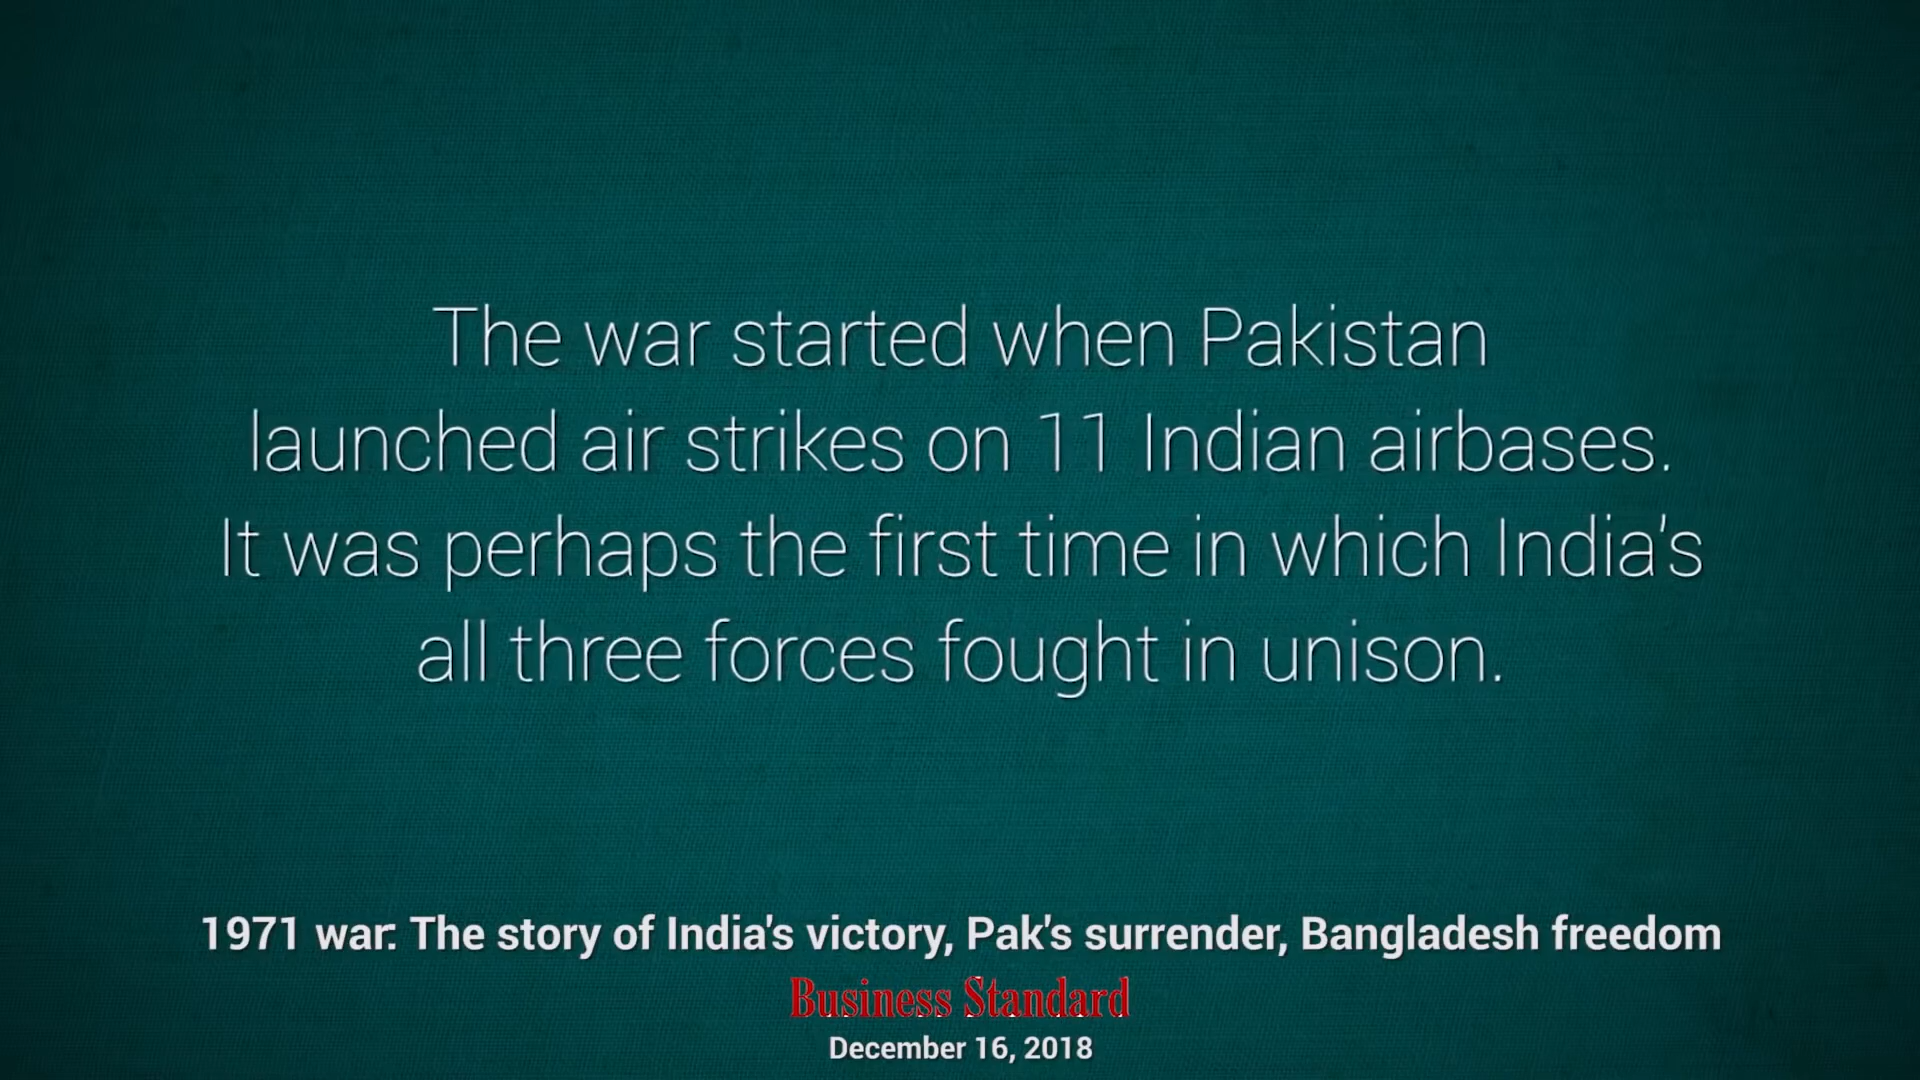 The war started when Pakistan
launched air strikes on 11 Indian airbases.
It was perhaps the first time in which India's
all three forces fought in unison.
1971 war: The story of India's victory, Pak's surrender, Bangladesh freedom
Business Standard
December 16, 2018